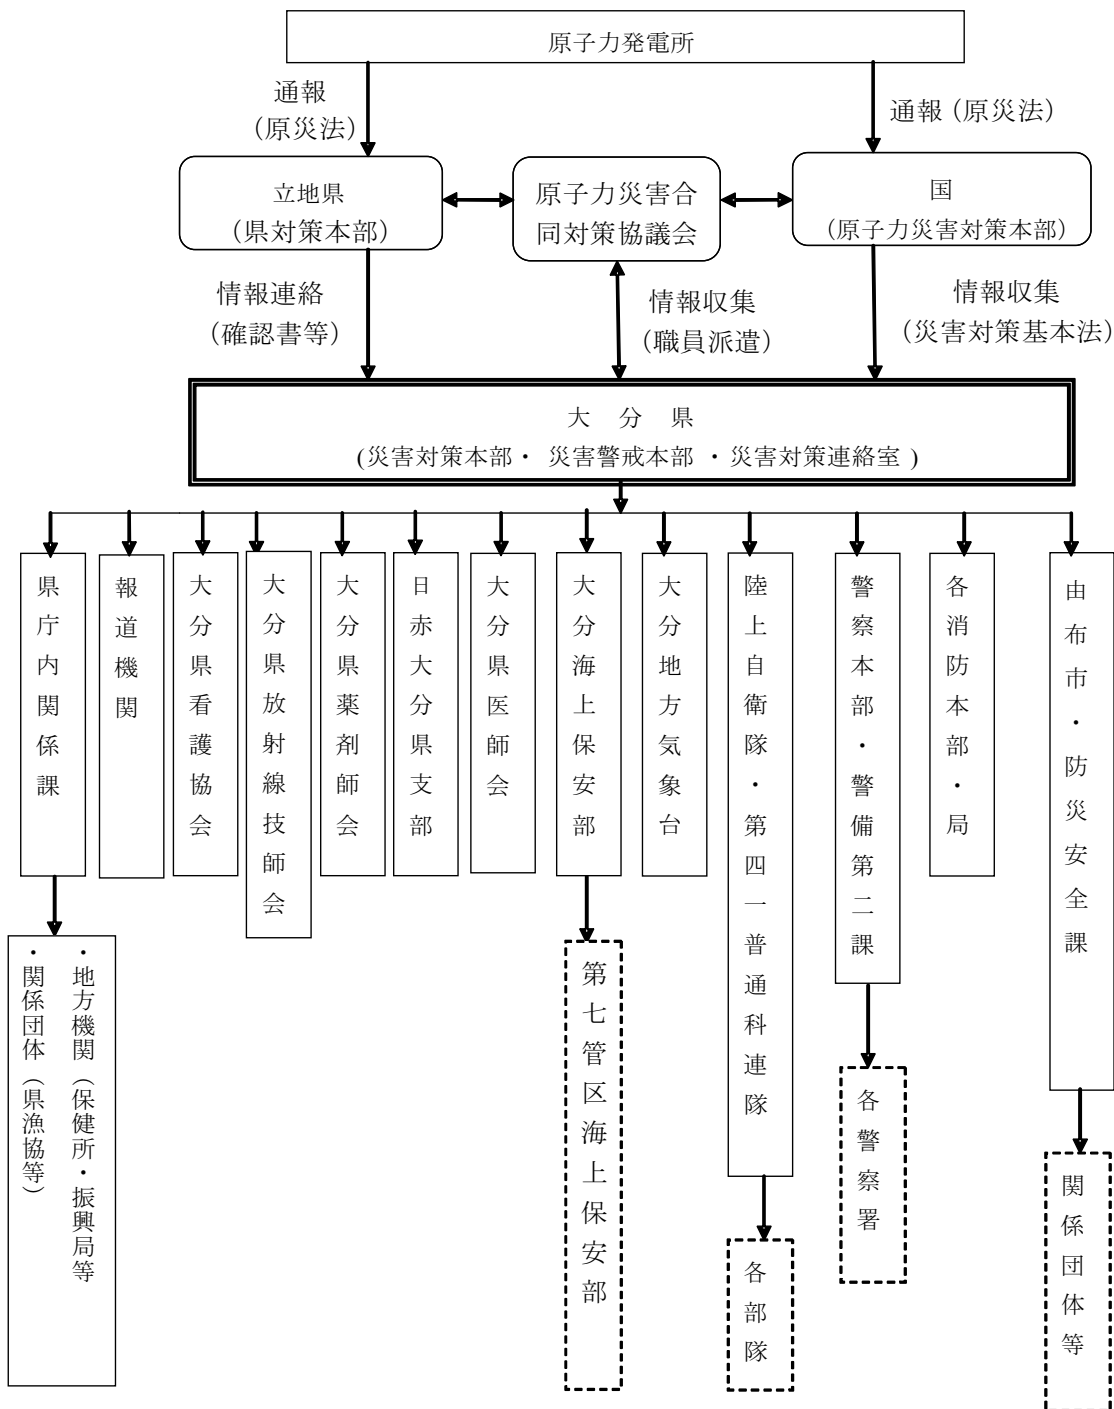 原子力発電所
通報
（原災法）
通報（原災法）
立地県
（県対策本部）
原子力災害合
同対策協議会
国
（原子力災害対策本部）
情報連絡
（確認書等）
情報収集
（職員派遣）
情報収集
（災害対策基本法）
大　分　県
(災害対策本部・ 災害警戒本部 ・災害対策連絡室 )
県庁内関係課
報道機関
大分県看護協会
大分県放射線技師会
大分県薬剤師会
日赤大分県支部
大分県医師会
大分海上保安部
大分地方気象台
陸上自衛隊・第四一普通科連隊
警察本部・警備第二課
各消防本部・局
由布市・防災安全課
・地方機関（保健所・振興局等
・関係団体（県漁協等）
第七管区海上保安部
各部隊
各警察署
関係団体等